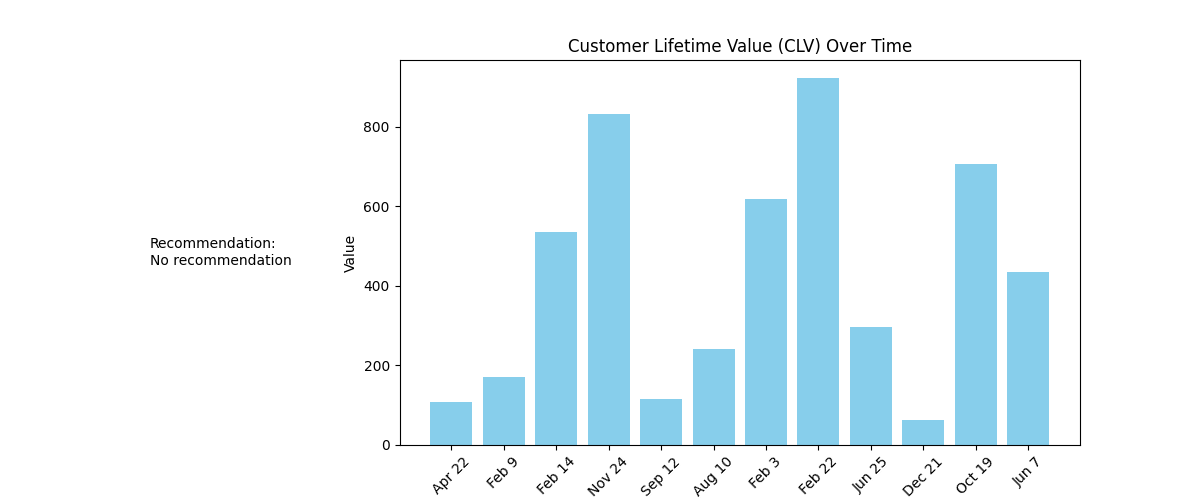 Customer Lifetime Value (CLV) Over Time
Recommendation:
No recommendation
Value
800
600
400
200
0
Apr 22
Feb 9
Feb 14
Nov 24
Sep 12
Aug 10
Feb 3
Feb 22
Jun 25
Dec 21
Oct 19
Jun 7